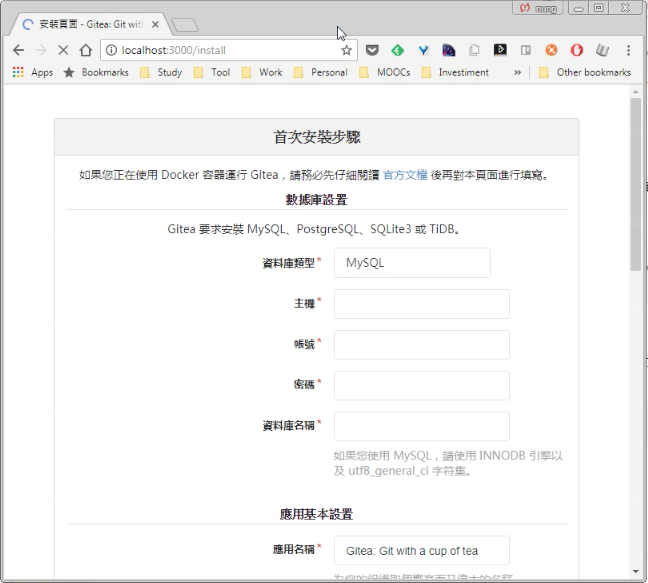 nung
安裝頁面 - Gitea: Git with
localhost:3000/install
Apps Bookmarks Study Tool Work Personal MOOCs Investiment » Other bookmarks
首次安裝步驟
如果您正在使用 Docker 容器運行 Gitea，請務必先仔細閱讀 官方文檔 後再對本頁面進行填寫。
數據庫設置
Gitea 要求安裝 MySQL、PostgreSQL、SQLite3 或 TiDB。
資料庫類型* MySQL
主機*
帳號*
密碼*
資料庫名稱*
如果您使用 MySQL，請使用 INNODB 引擎以
及 utf8_general_ci 字符集。
應用基本設置
應用名稱* Gitea: Git with a cup of tea